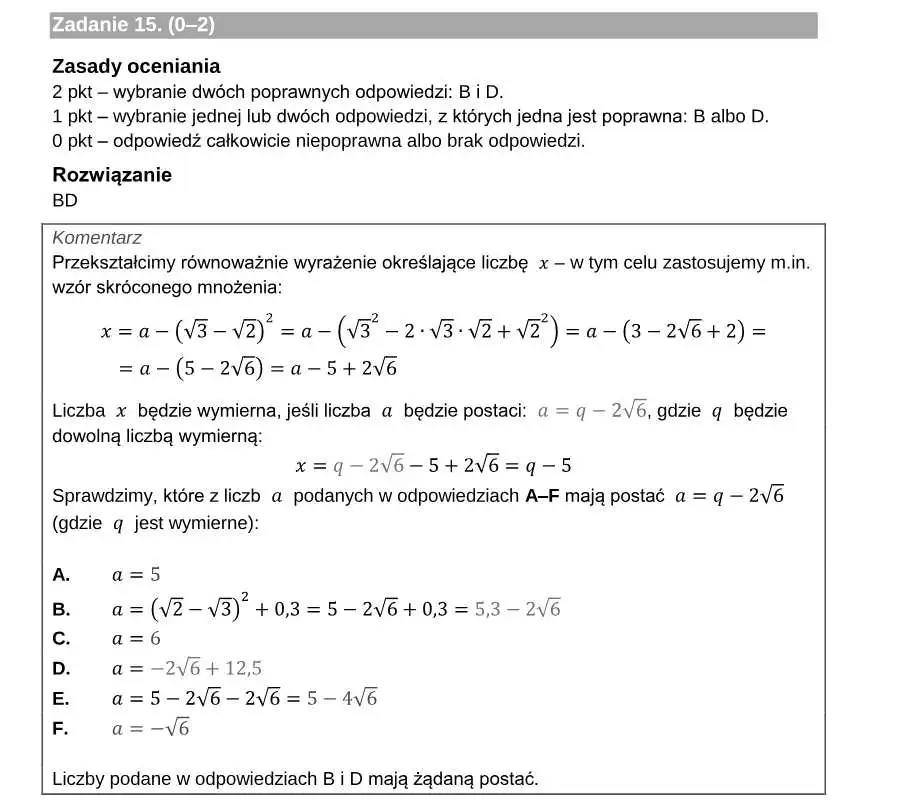 Zadanie 15. (0–2)
Zasady oceniania
2 pkt – wybranie dwóch poprawnych odpowiedzi: B i D.
1 pkt – wybranie jednej lub dwóch odpowiedzi, z których jedna jest poprawna: B albo D.
0 pkt – odpowiedź całkowicie niepoprawna albo brak odpowiedzi.
Rozwiązanie
BD
Komentarz
Przekształcimy równoważnie wyrażenie określające liczbę x – w tym celu zastosujemy m.in.
wzór skróconego mnożenia:
x = a − (√3 − √2)² = a − (√3² − 2 · √3 · √2 + √2²) = a − (3 − 2√6 + 2) =
= a − (5 − 2√6) = a − 5 + 2√6
Liczba x będzie wymierna, jeśli liczba a będzie postaci: a = q − 2√6, gdzie q będzie
dowolną liczbą wymierną:
x = q − 2√6 − 5 + 2√6 = q − 5
Sprawdzimy, które z liczb a podanych w odpowiedziach A–F mają postać a = q − 2√6
(gdzie q jest wymierne):
A. a = 5
B. a = (√2 − √3)² + 0,3 = 5 − 2√6 + 0,3 = 5,3 − 2√6
C. a = 6
D. a = −2√6 + 12,5
E. a = 5 − 2√6 − 2√6 = 5 − 4√6
F. a = −√6
Liczby podane w odpowiedziach B i D mają żądaną postać.